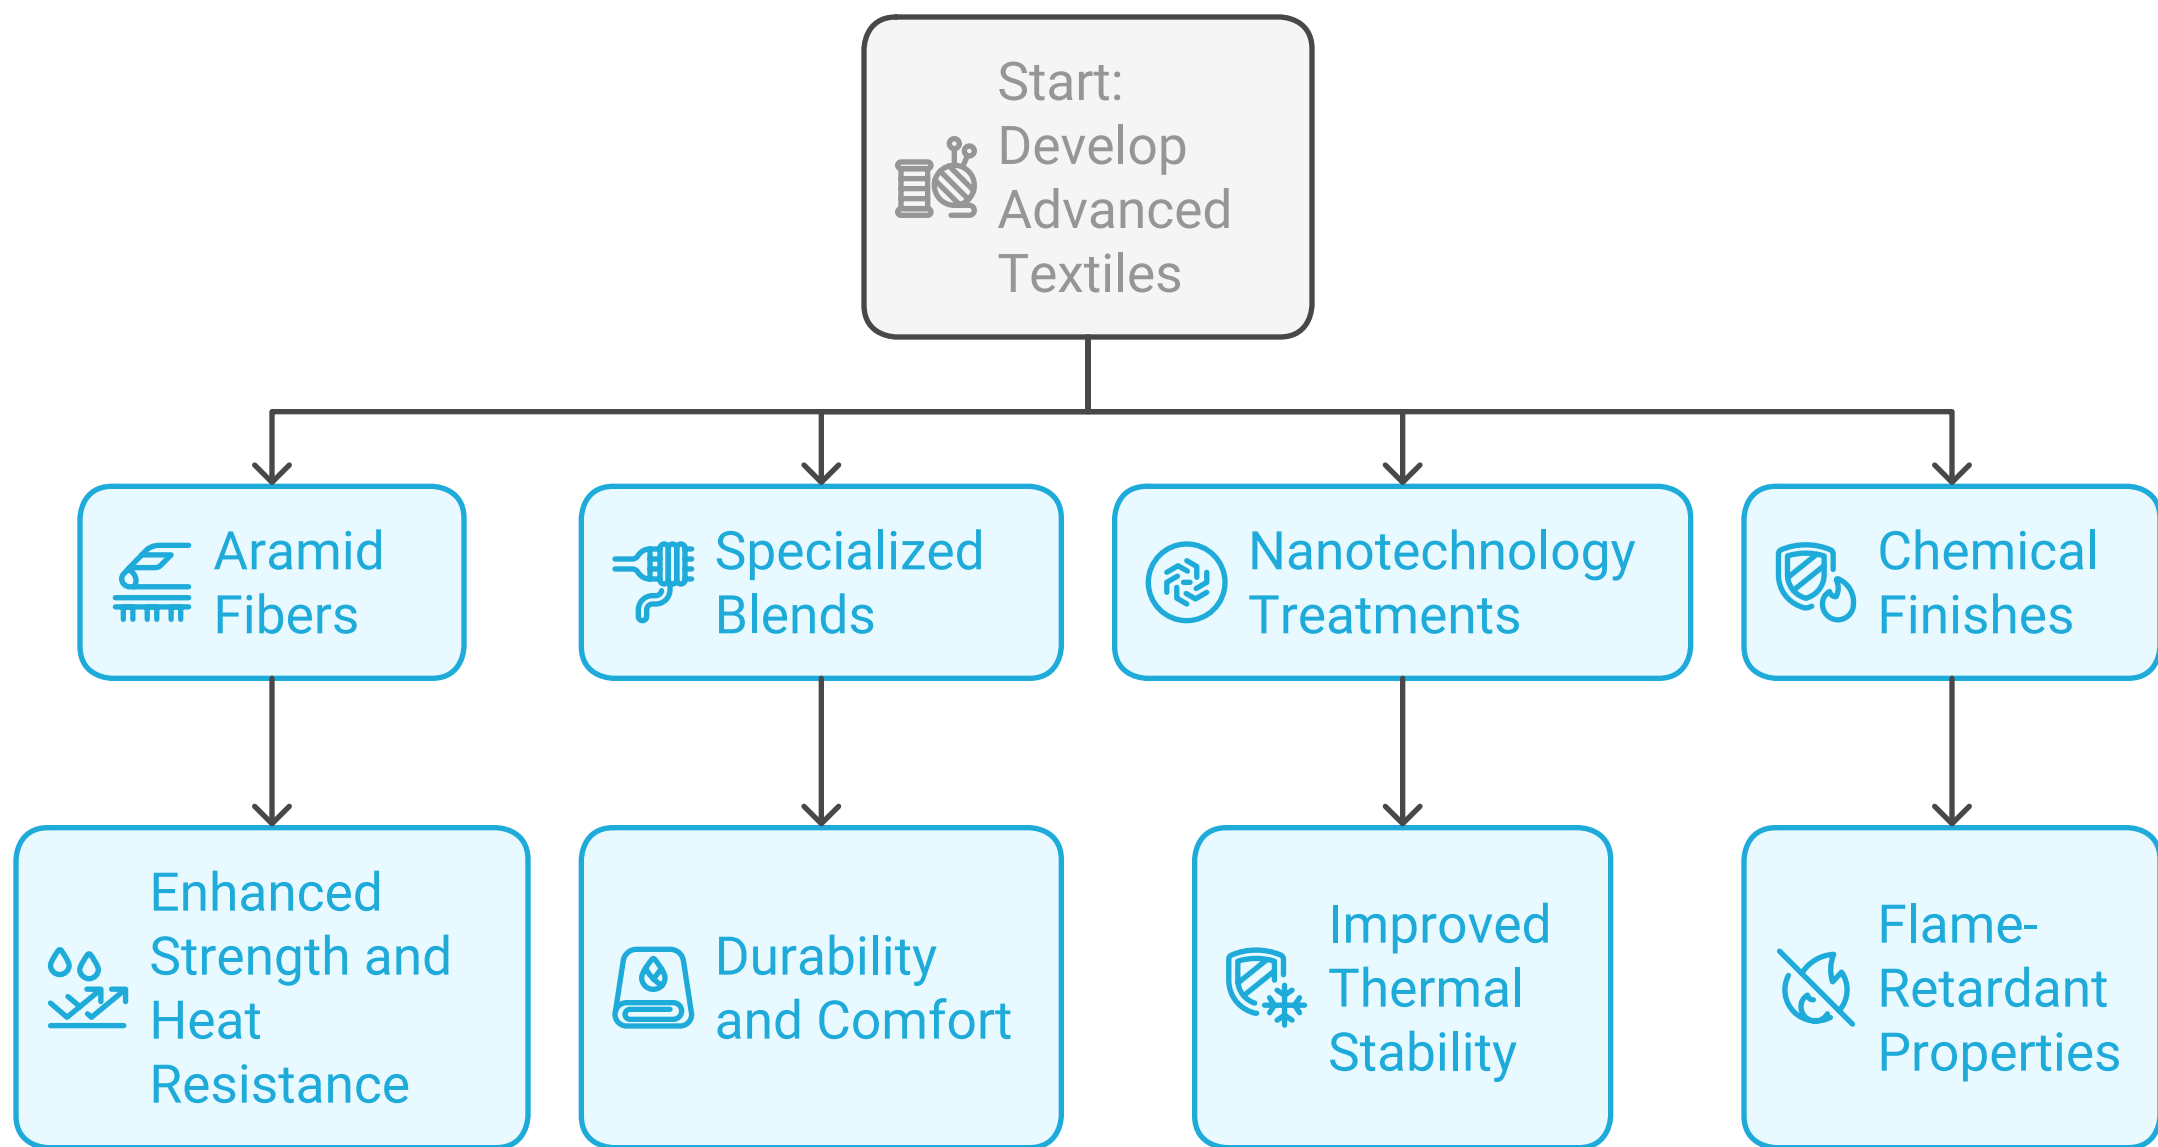 Start:
Develop
Advanced
Textiles
Aramid
Fibers
Specialized
Blends
Nanotechnology
Treatments
Chemical
Finishes
Enhanced
Strength and
Heat
Resistance
Durability
and Comfort
Improved
Thermal
Stability
Flame-
Retardant
Properties